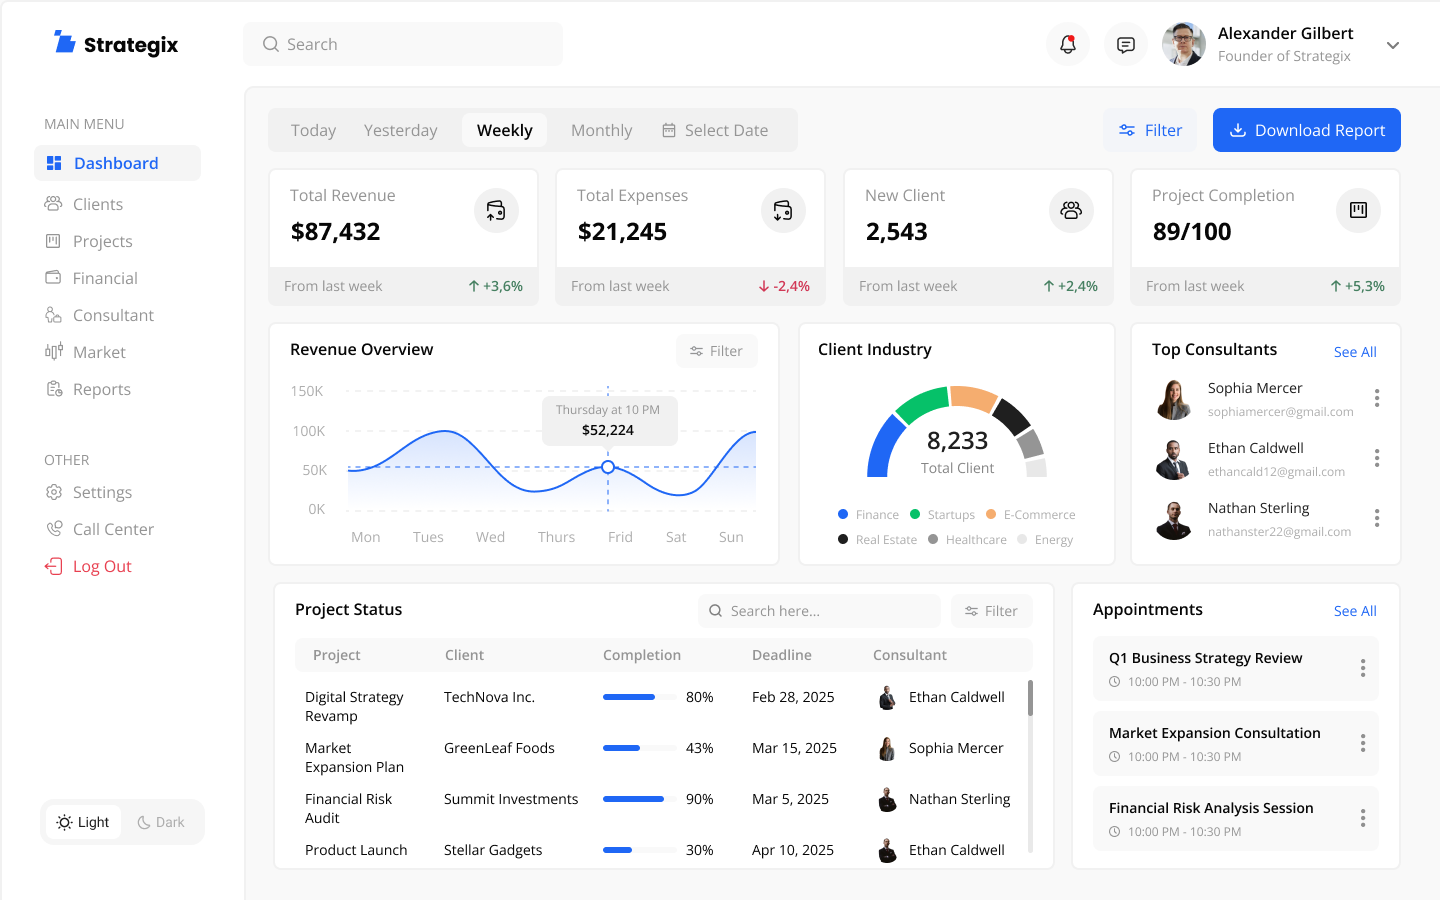 Strategix
Search
Alexander Gilbert
Founder of Strategix
MAIN MENU
Dashboard
Clients
Projects
Financial
Consultant
Market
Reports
OTHER
Settings
Call Center
Log Out
Light
Dark
Today
Yesterday
Weekly
Monthly
Select Date
Filter
Download Report
Total Revenue
$87,432
From last week
+3,6%
Total Expenses
$21,245
From last week
-2,4%
New Client
2,543
From last week
+2,4%
Project Completion
89/100
From last week
+5,3%
Revenue Overview
Filter
150K
100K
50K
0K
Thursday at 10 PM
$52,224
Mon Tues Wed Thurs Frid Sat Sun
Client Industry
8,233
Total Client
Finance Startups E-Commerce
Real Estate Healthcare Energy
Top Consultants
See All
Sophia Mercer
sophiamercer@gmail.com
Ethan Caldwell
ethancald12@gmail.com
Nathan Sterling
nathanster22@gmail.com
Project Status
Search here...
Filter
Project Client Completion Deadline Consultant
Digital Strategy TechNova Inc. 80% Feb 28, 2025 Ethan Caldwell
Revamp
Market GreenLeaf Foods 43% Mar 15, 2025 Sophia Mercer
Expansion Plan
Financial Risk Summit Investments 90% Mar 5, 2025 Nathan Sterling
Audit
Product Launch Stellar Gadgets 30% Apr 10, 2025 Ethan Caldwell
Appointments
See All
Q1 Business Strategy Review
10:00 PM - 10:30 PM
Market Expansion Consultation
10:00 PM - 10:30 PM
Financial Risk Analysis Session
10:00 PM - 10:30 PM